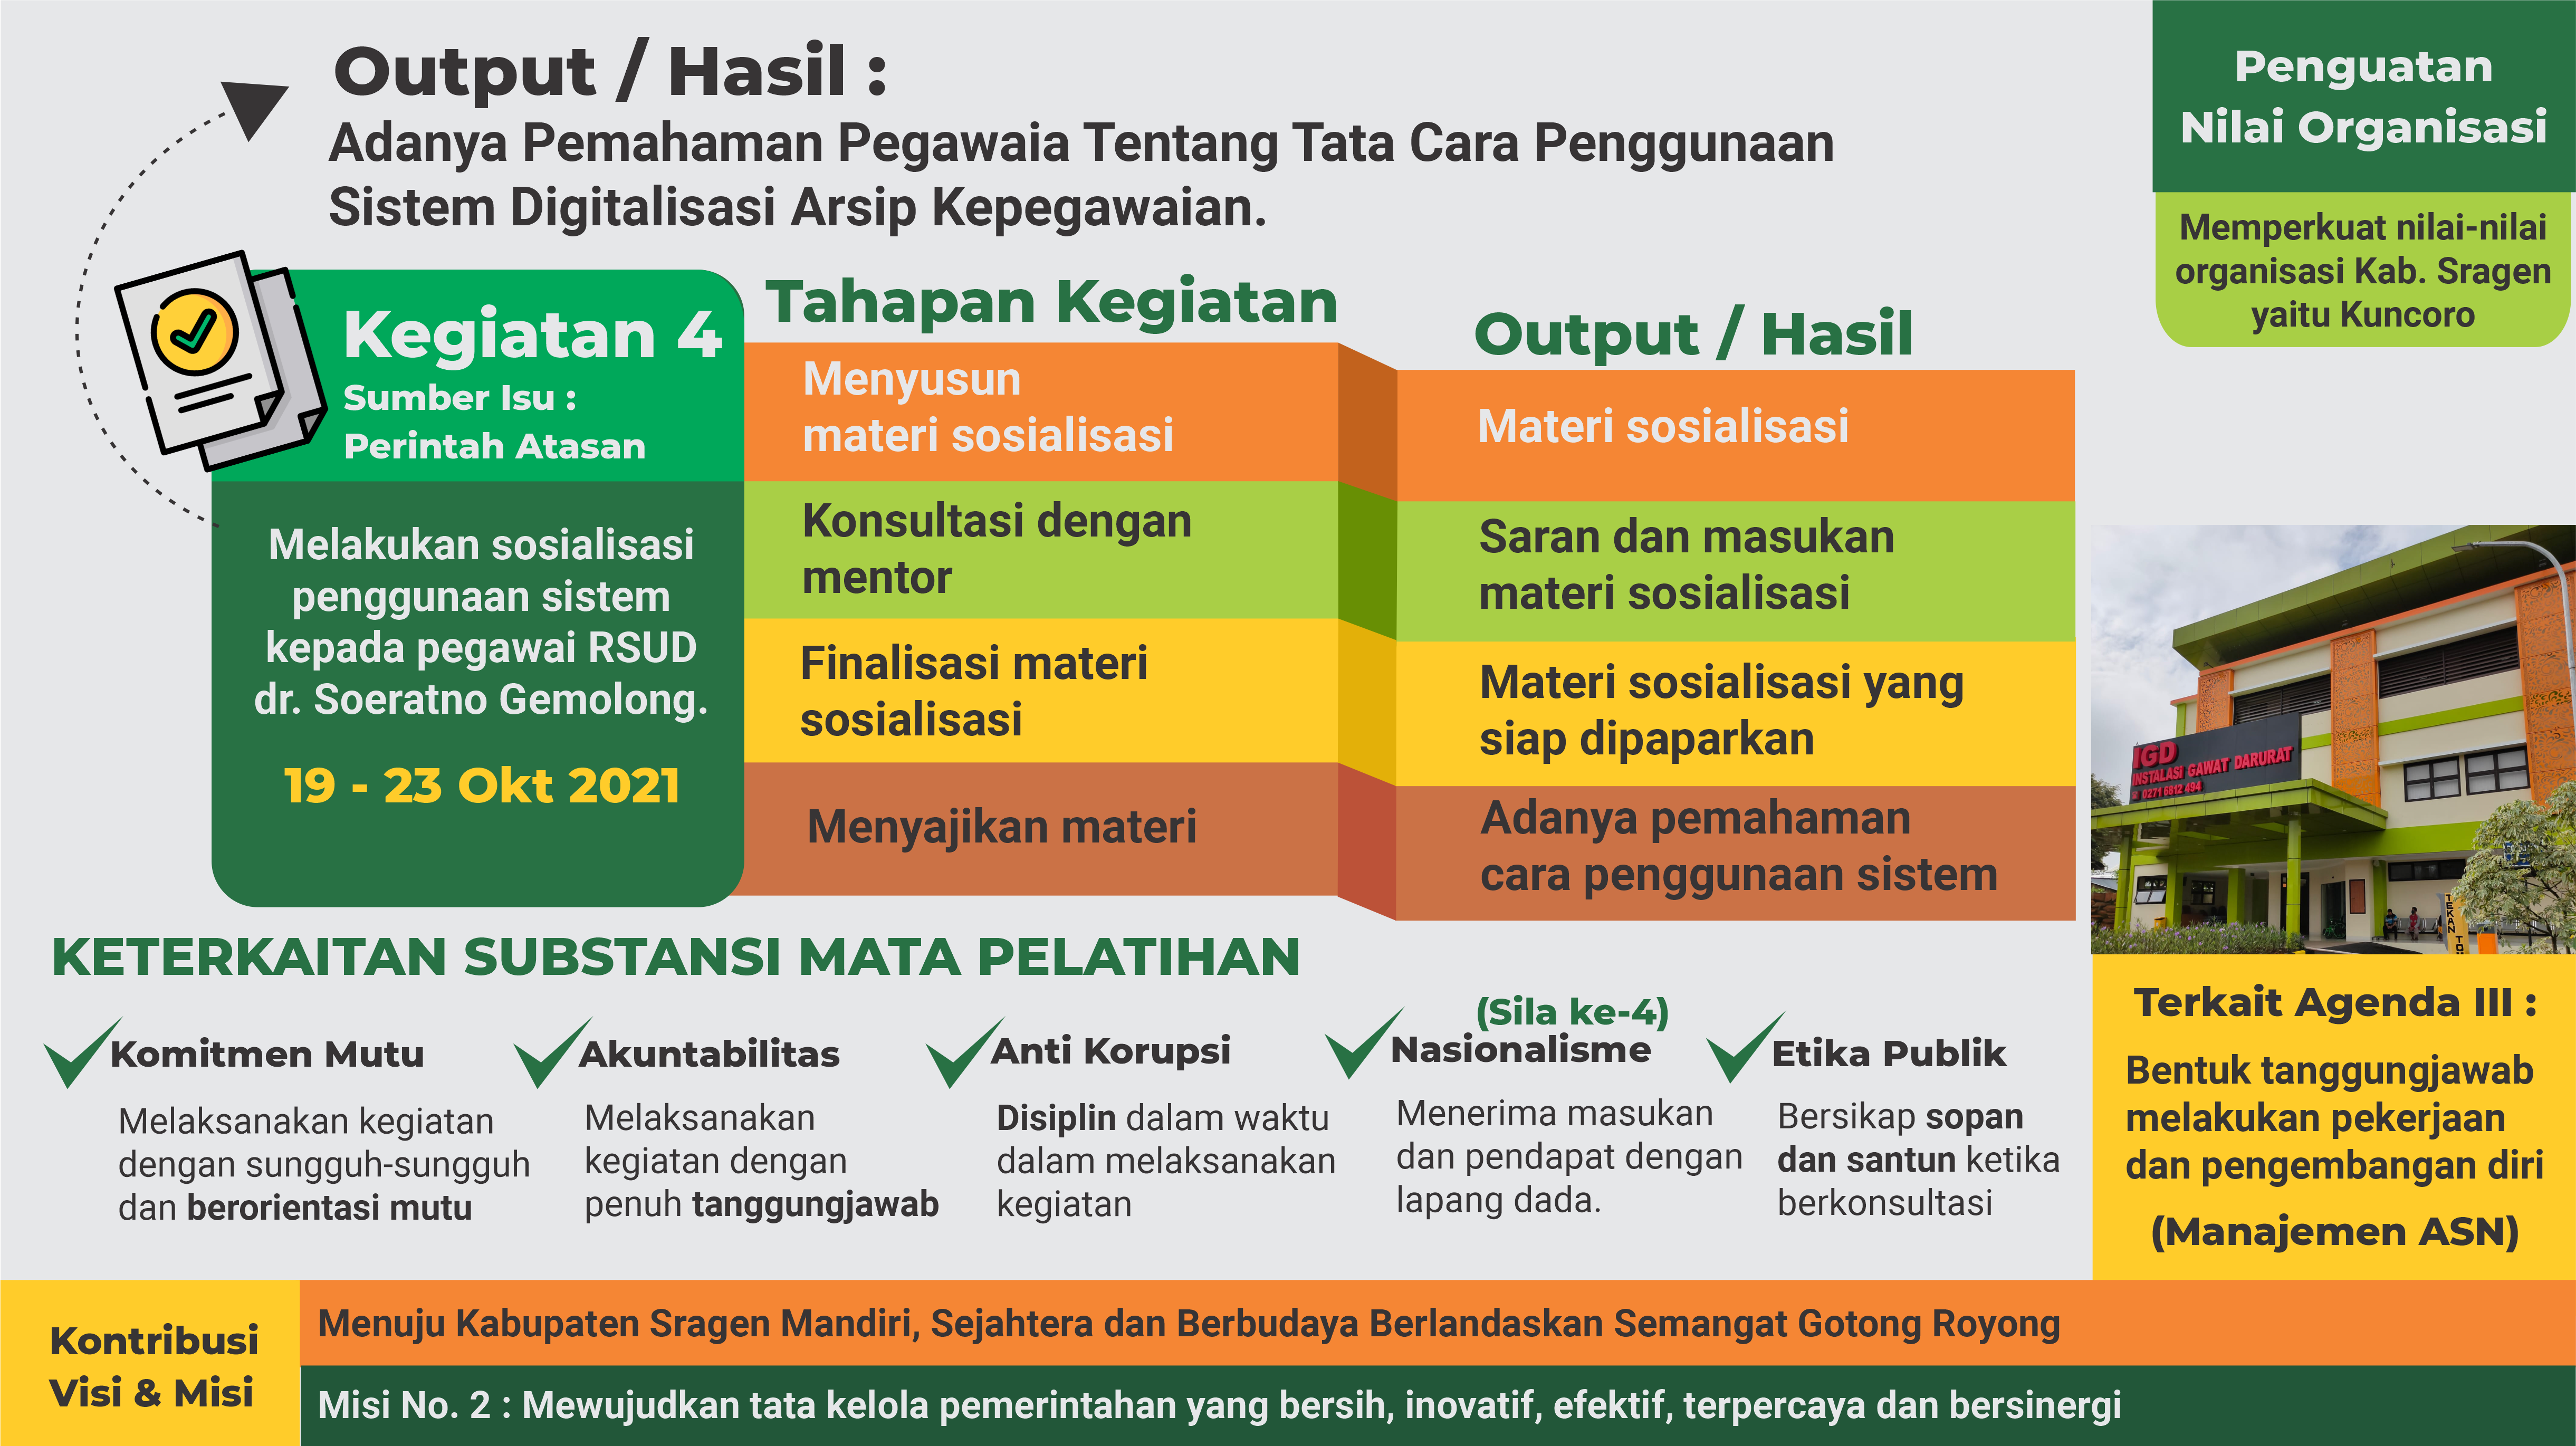 Output / Hasil :
Adanya Pemahaman Pegawaia Tentang Tata Cara Penggunaan
Sistem Digitalisasi Arsip Kepegawaian.
Penguatan
Nilai Organisasi
Memperkuat nilai-nilai
organisasi Kab. Sragen
yaitu Kuncoro
Kegiatan 4
Sumber Isu :
Perintah Atasan
Melakukan sosialisasi
penggunaan sistem
kepada pegawai RSUD
dr. Soeratno Gemolong.
19 - 23 Okt 2021
Tahapan Kegiatan
Menyusun
materi sosialisasi
Konsultasi dengan
mentor
Finalisasi materi
sosialisasi
Menyajikan materi
Output / Hasil
Materi sosialisasi
Saran dan masukan
materi sosialisasi
Materi sosialisasi yang
siap dipaparkan
Adanya pemahaman
cara penggunaan sistem
IGD
INSTALASI GAWAT DARURAT
0271 6812 494
TEKAN
KETERKAITAN SUBSTANSI MATA PELATIHAN
Komitmen Mutu
Melaksanakan kegiatan
dengan sungguh-sungguh
dan berorientasi mutu
Akuntabilitas
Melaksanakan
kegiatan dengan
penuh tanggungjawab
Anti Korupsi
Disiplin dalam waktu
dalam melaksanakan
kegiatan
(Sila ke-4)
Nasionalisme
Menerima masukan
dan pendapat dengan
lapang dada.
Etika Publik
Bersikap sopan
dan santun ketika
berkonsultasi
Terkait Agenda III :
Bentuk tanggungjawab
melakukan pekerjaan
dan pengembangan diri
(Manajemen ASN)
Kontribusi
Visi & Misi
Menuju Kabupaten Sragen Mandiri, Sejahtera dan Berbudaya Berlandaskan Semangat Gotong Royong
Misi No. 2 : Mewujudkan tata kelola pemerintahan yang bersih, inovatif, efektif, terpercaya dan bersinergi